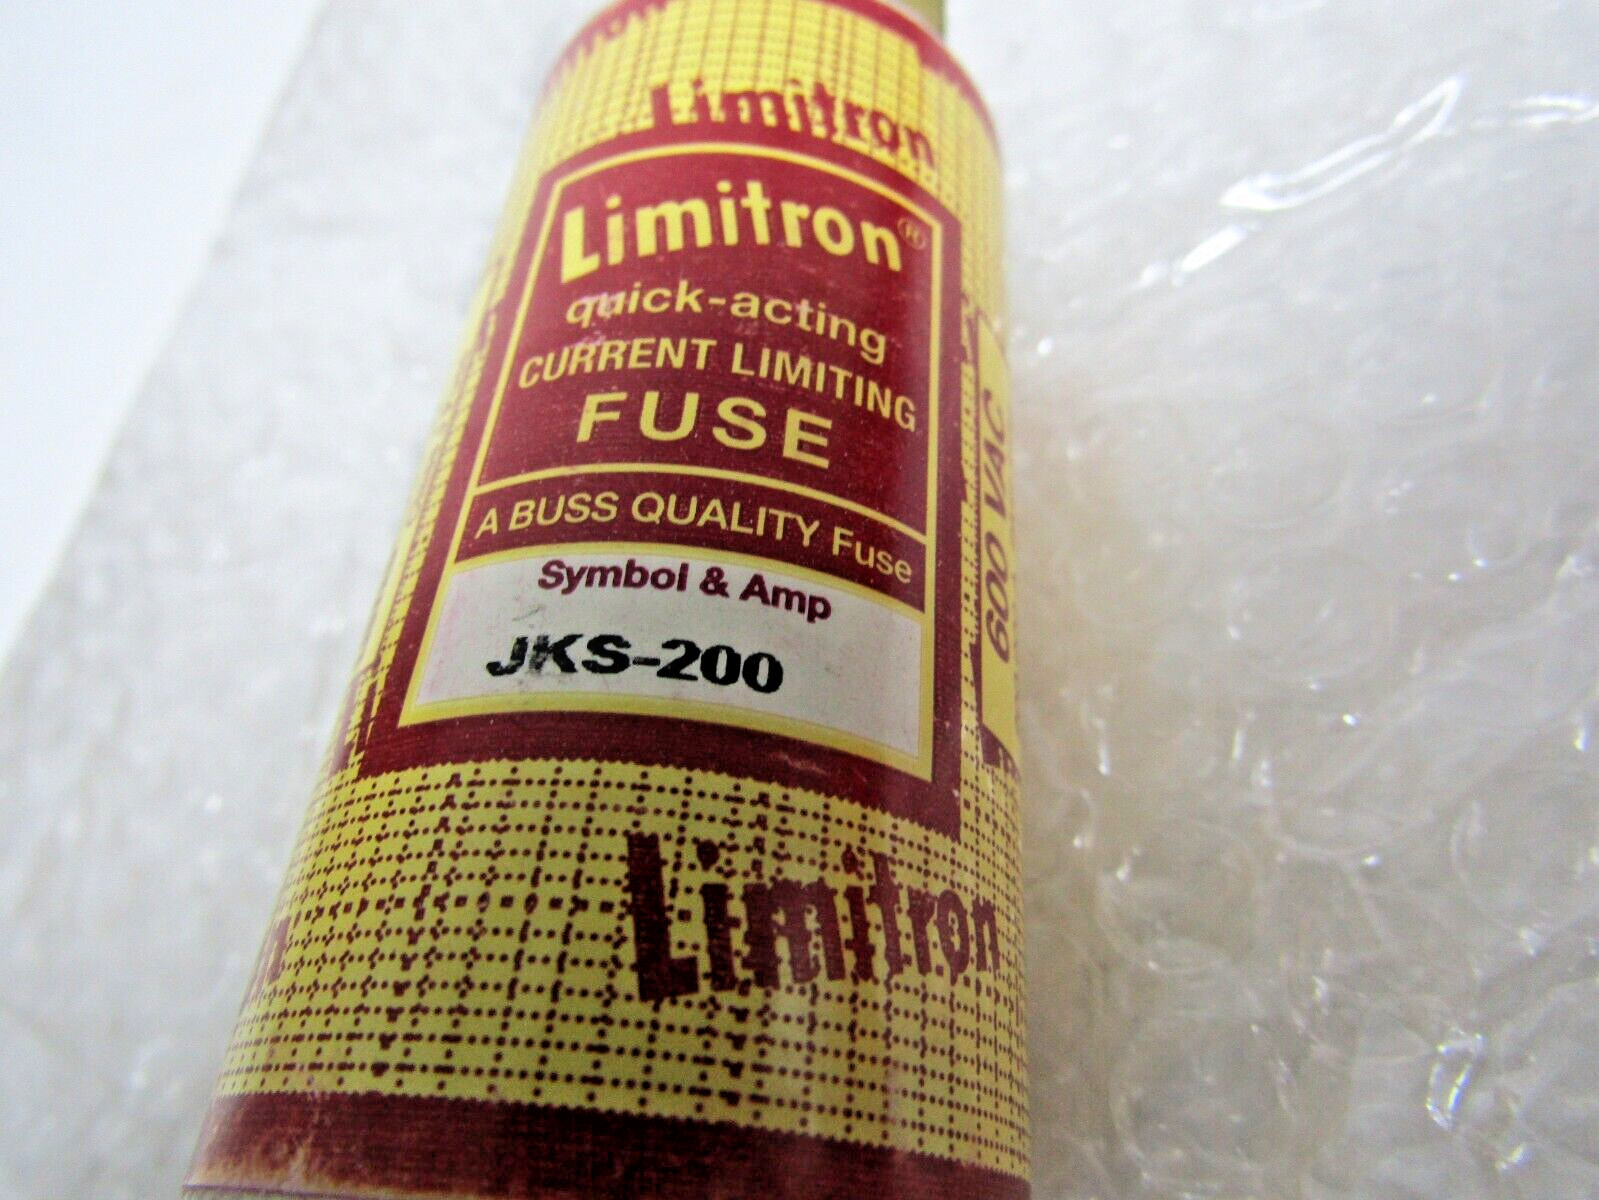 Limitron
Limitron®
quick-acting
CURRENT LIMITING
FUSE
A BUSS QUALITY Fuse
Symbol & Amp
JKS-200
600 VAC
Limitron